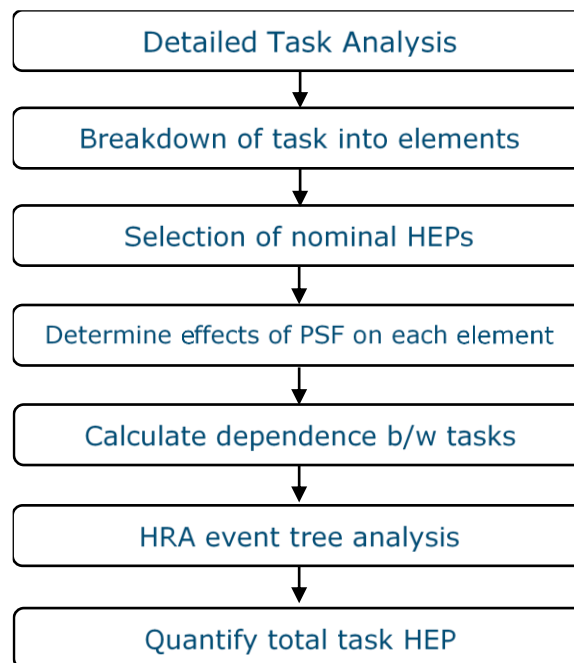 Detailed Task Analysis
Breakdown of task into elements
Selection of nominal HEPs
Determine effects of PSF on each element
Calculate dependence b/w tasks
HRA event tree analysis
Quantify total task HEP